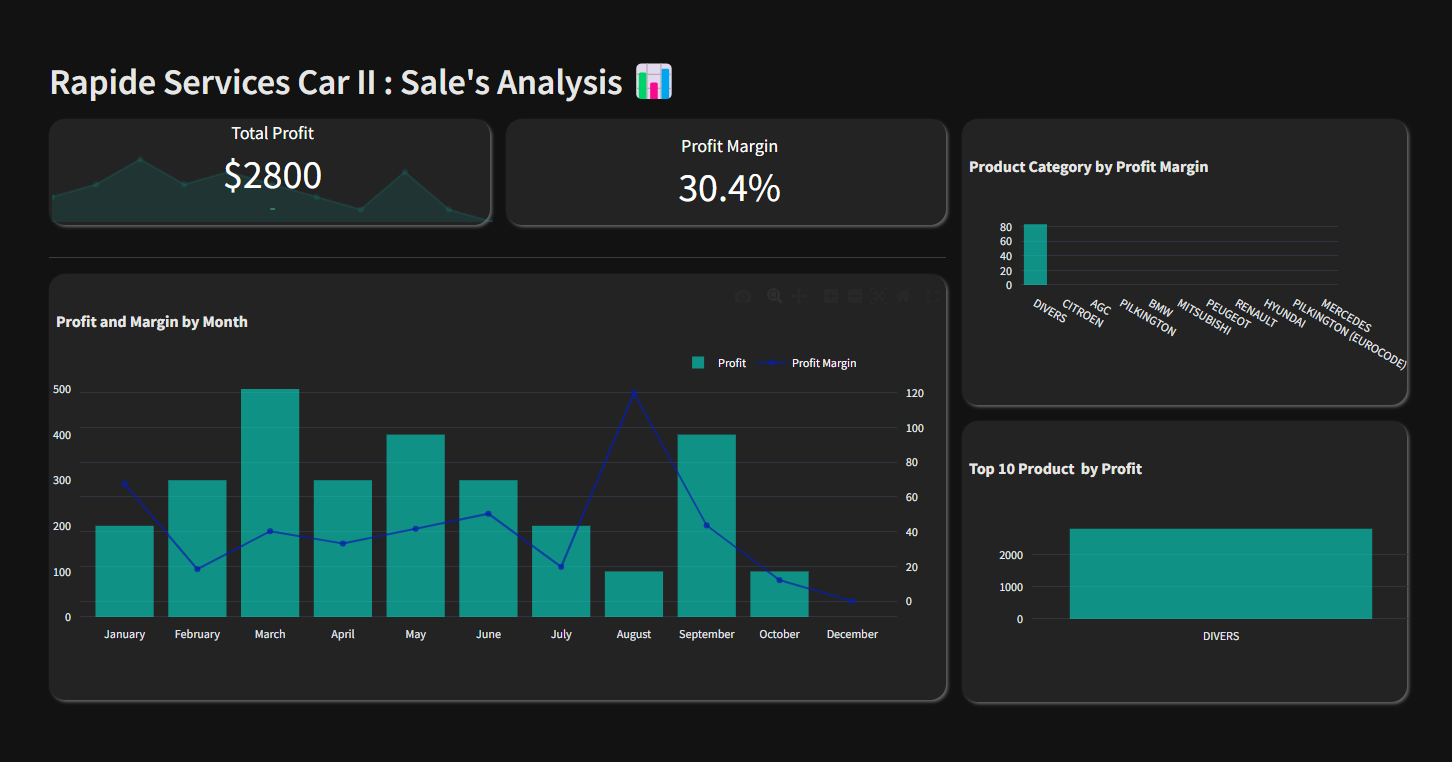 Rapide Services Car II : Sale's Analysis
Total Profit
$2800
-
Profit Margin
30.4%
Product Category by Profit Margin
80
60
40
20
0
DIVERS
CITROEN
AGC
PILKINGTON
BMW
MITSUBISHI
PEUGEOT
RENAULT
HYUNDAI
PILKINGTON (EUROCODE)
MERCEDES
Profit and Margin by Month
Profit
Profit Margin
500
400
300
200
100
0
120
100
80
60
40
20
0
January February March April May June July August September October December
Top 10 Product by Profit
2000
1000
0
DIVERS